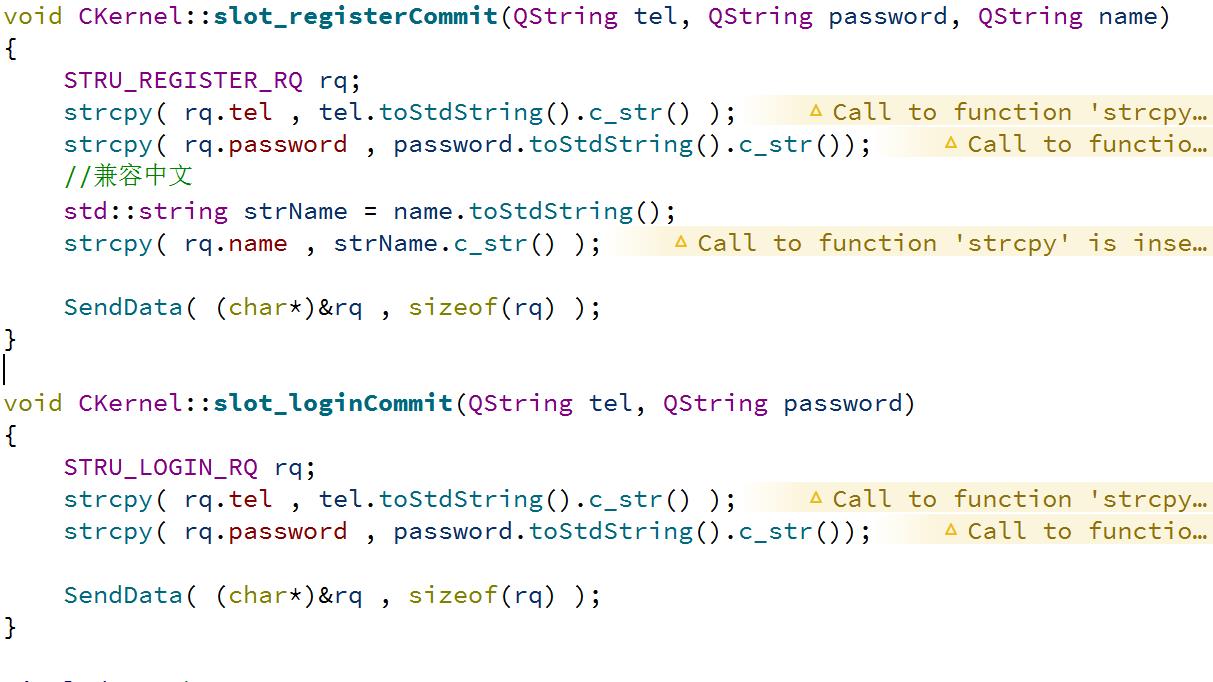 void CKernel::slot_registerCommit(QString tel, QString password, QString name)
{
    STRU_REGISTER_RQ rq;
    strcpy( rq.tel , tel.toStdString().c_str() ); Call to function 'strcpy…
    strcpy( rq.password , password.toStdString().c_str()); Call to functio…
    //兼容中文
    std::string strName = name.toStdString();
    strcpy( rq.name , strName.c_str() ); Call to function 'strcpy' is inse…
    SendData( (char*)&rq , sizeof(rq) );
}
void CKernel::slot_loginCommit(QString tel, QString password)
{
    STRU_LOGIN_RQ rq;
    strcpy( rq.tel , tel.toStdString().c_str() ); Call to function 'strcpy…
    strcpy( rq.password , password.toStdString().c_str()); Call to functio…
    SendData( (char*)&rq , sizeof(rq) );
}